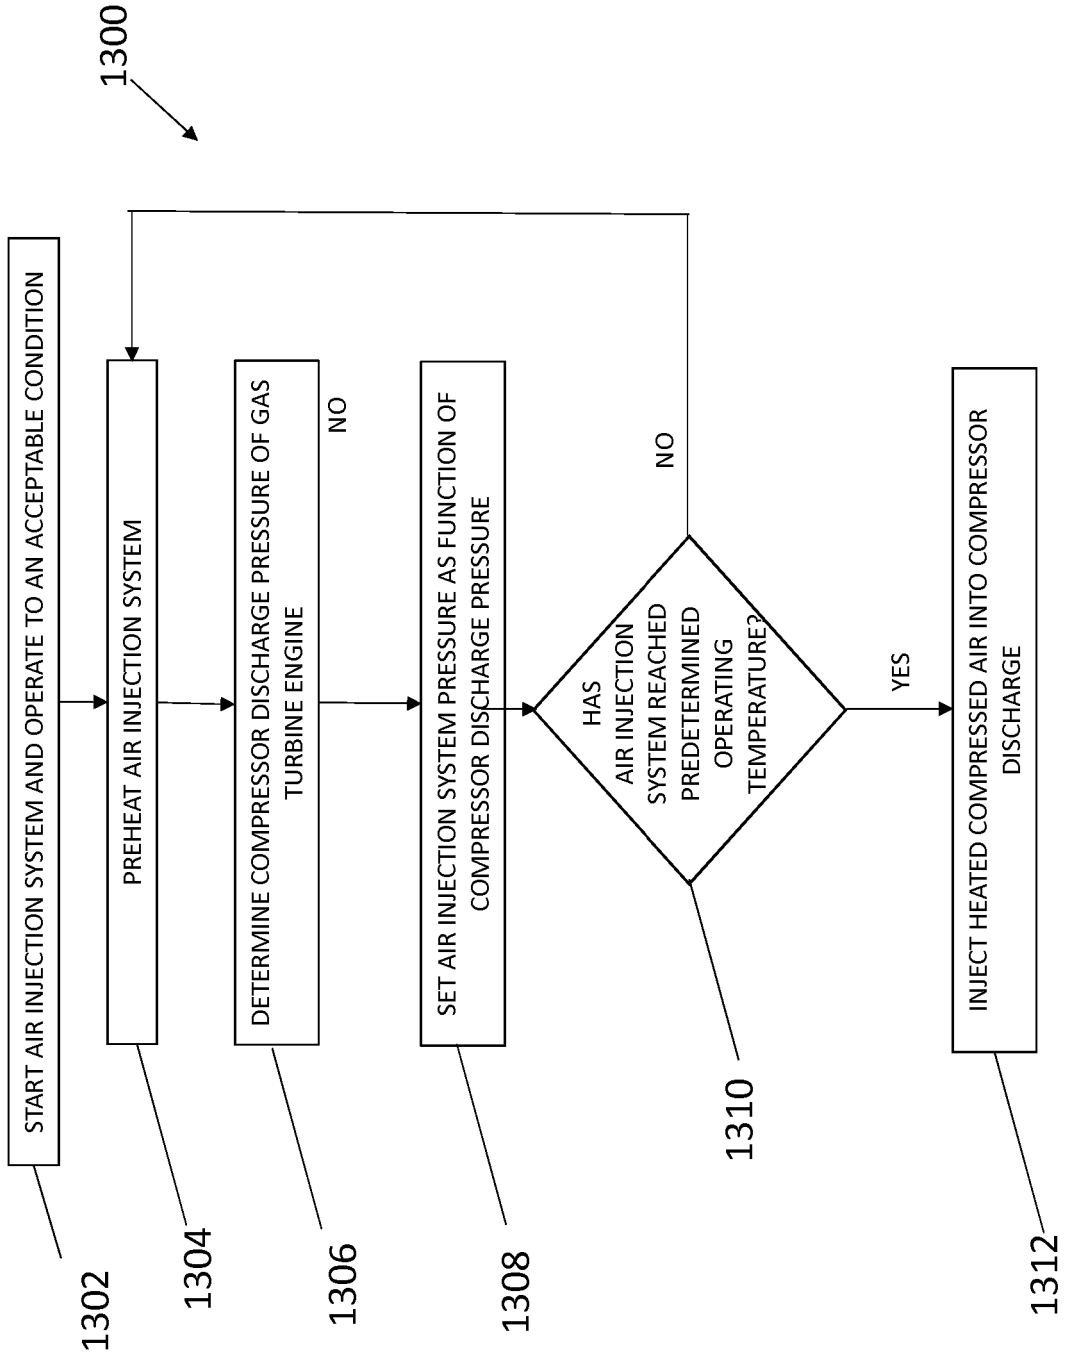 1300
START AIR INJECTION SYSTEM AND OPERATE TO AN ACCEPTABLE CONDITION
1302
PREHEAT AIR INJECTION SYSTEM
1304
DETERMINE COMPRESSOR DISCHARGE PRESSURE OF GAS
TURBINE ENGINE
1306
NO
SET AIR INJECTION SYSTEM PRESSURE AS FUNCTION OF
COMPRESSOR DISCHARGE PRESSURE
1308
HAS
AIR INJECTION
SYSTEM REACHED
PREDETERMINED
OPERATING
TEMPERATURE?
NO
1310
YES
INJECT HEATED COMPRESSED AIR INTO COMPRESSOR
DISCHARGE
1312